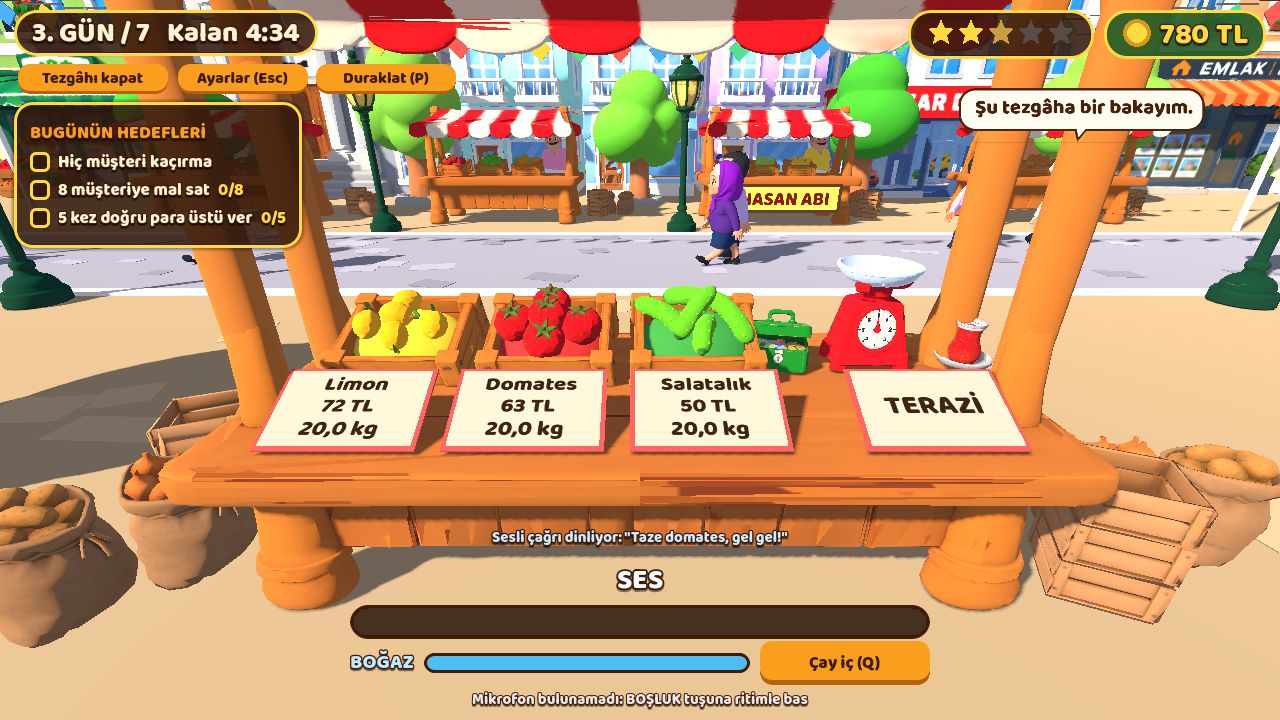 3. GÜN / 7 Kalan 4:34
780 TL
Tezgâhı kapat
Ayarlar (Esc)
Duraklat (P)
EMLAK
BUGÜNÜN HEDEFLERİ
Hiç müşteri kaçırma
8 müşteriye mal sat 0/8
5 kez doğru para üstü ver 0/5
Şu tezgâha bir bakayım.
HASAN ABI
Limon
72 TL
20,0 kg
Domates
63 TL
20,0 kg
Salatalık
50 TL
20,0 kg
TERAZİ
Sesli çağrı dinliyor: "Taze domates, gel gel!"
SES
BOĞAZ
Çay iç (Q)
Mikrofon bulunamadı: BOŞLUK tuşuna ritimle bas